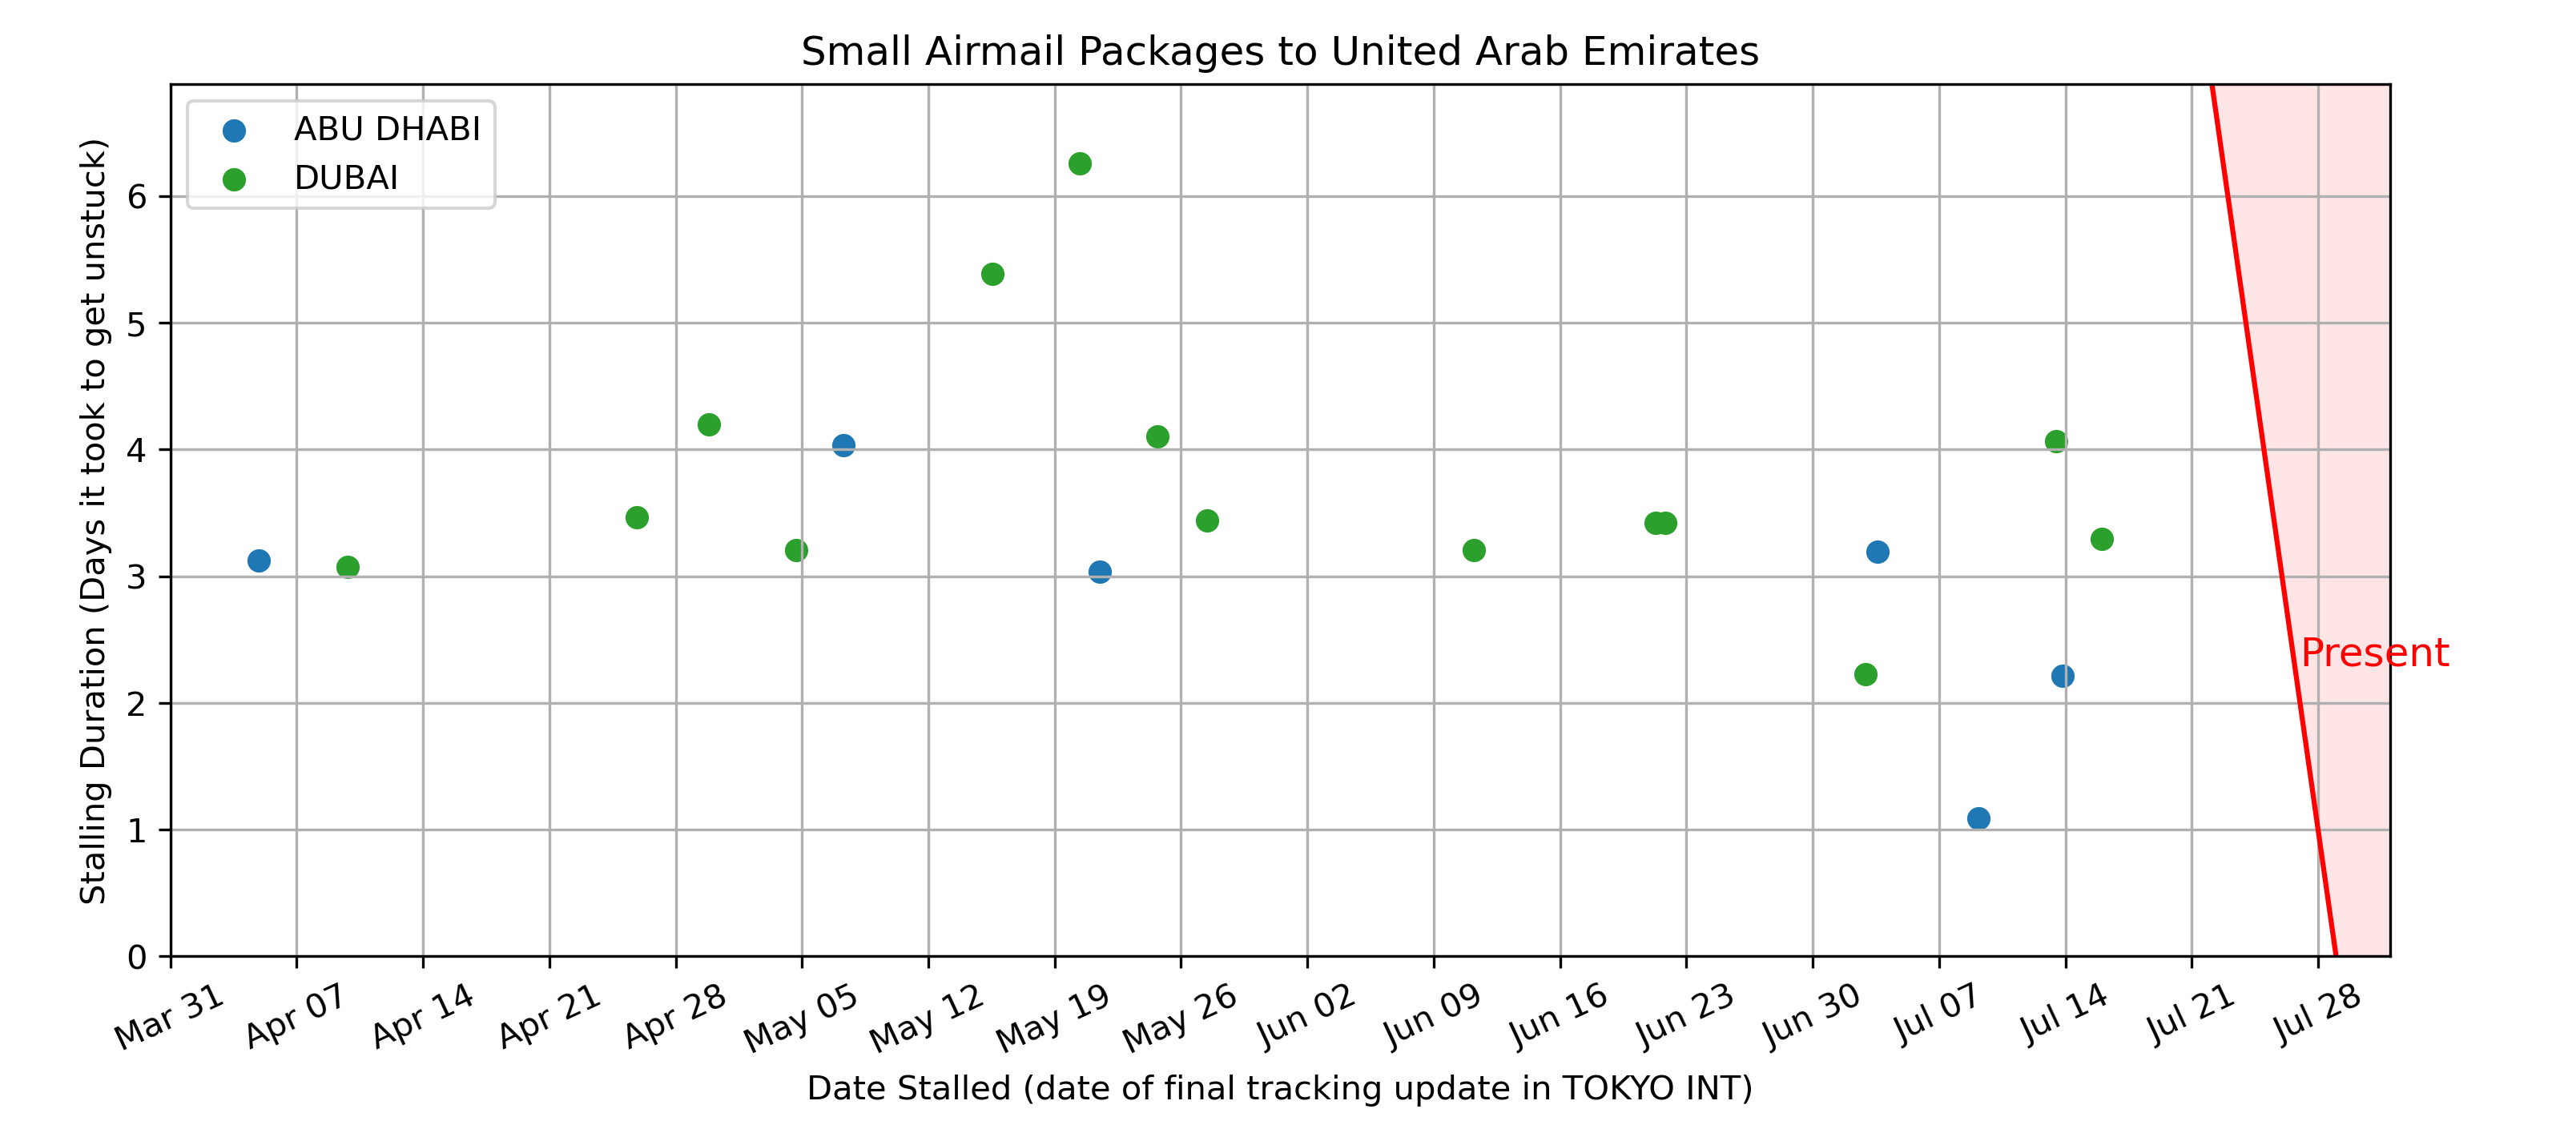 Small Airmail Packages to United Arab Emirates
ABU DHABI
DUBAI
Stalling Duration (Days it took to get unstuck)
6
5
4
3
2
1
0
Present
Mar 31
Apr 07
Apr 14
Apr 21
Apr 28
May 05
May 12
May 19
May 26
Jun 02
Jun 09
Jun 16
Jun 23
Jun 30
Jul 07
Jul 14
Jul 21
Jul 28
Date Stalled (date of final tracking update in TOKYO INT)